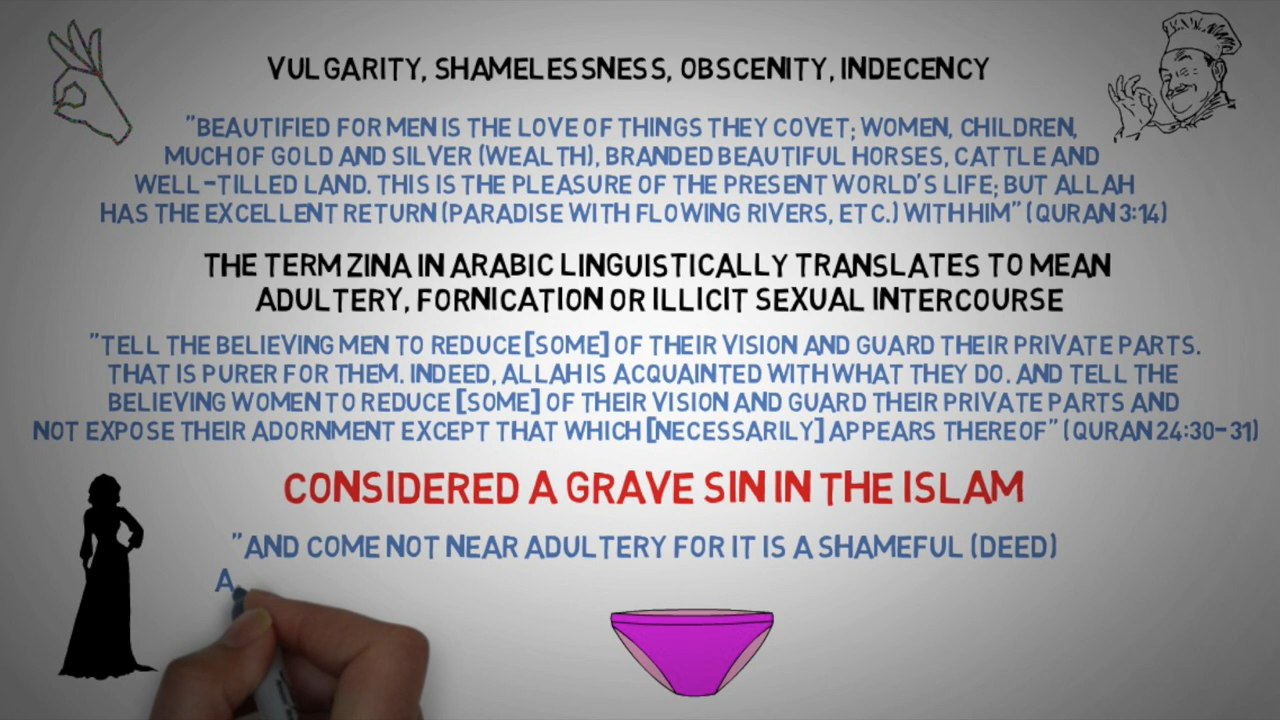 VULGARITY, SHAMELESSNESS, OBSCENITY, INDECENCY
"BEAUTIFIED FOR MEN IS THE LOVE OF THINGS THEY COVET; WOMEN, CHILDREN,
MUCH OF GOLD AND SILVER (WEALTH), BRANDED BEAUTIFUL HORSES, CATTLE AND
WELL-TILLED LAND. THIS IS THE PLEASURE OF THE PRESENT WORLD'S LIFE; BUT ALLAH
HAS THE EXCELLENT RETURN (PARADISE WITH FLOWING RIVERS, ETC.) WITH HIM" (QURAN 3:14)
THE TERM ZINA IN ARABIC LINGUISTICALLY TRANSLATES TO MEAN
ADULTERY, FORNICATION OR ILLICIT SEXUAL INTERCOURSE
"TELL THE BELIEVING MEN TO REDUCE [SOME] OF THEIR VISION AND GUARD THEIR PRIVATE PARTS.
THAT IS PURER FOR THEM. INDEED, ALLAH IS ACQUAINTED WITH WHAT THEY DO. AND TELL THE
BELIEVING WOMEN TO REDUCE [SOME] OF THEIR VISION AND GUARD THEIR PRIVATE PARTS AND
NOT EXPOSE THEIR ADORNMENT EXCEPT THAT WHICH [NECESSARILY] APPEARS THEREOF" (QURAN 24:30-31)
CONSIDERED A GRAVE SIN IN THE ISLAM
"AND COME NOT NEAR ADULTERY FOR IT IS A SHAMEFUL (DEED)
A